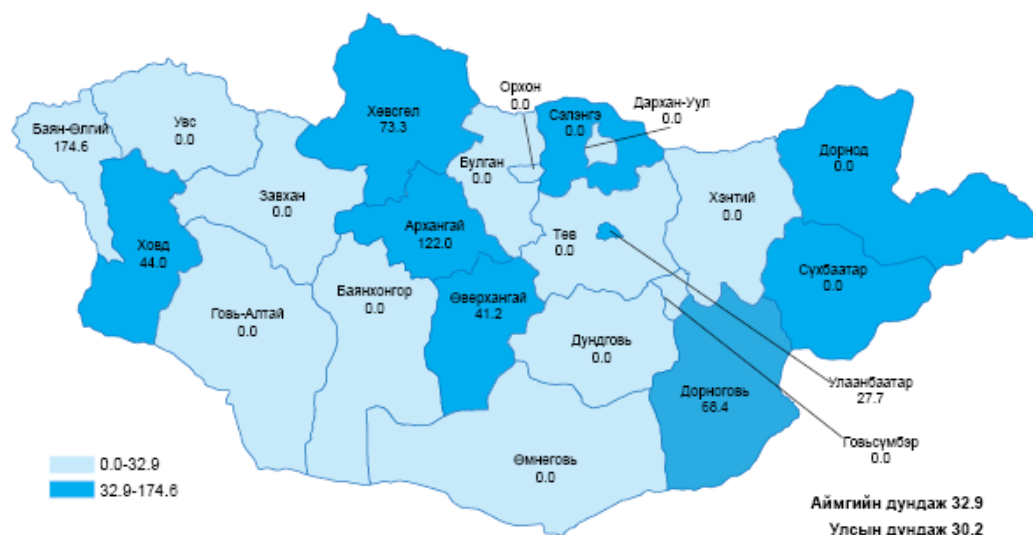 Орхон
0.0
Дархан-Уул
0.0
Хөвсгөл
73.3
Сэлэнгэ
0.0
Увс
0.0
Баян-Өлгий
174.6
Дорнод
0.0
Булган
0.0
Завхан
0.0
Хэнтий
0.0
Архангай
122.0
Төв
0.0
Ховд
44.0
Сүхбаатар
0.0
Өверхангай
41.2
Баянхонгор
0.0
Говь-Алтай
0.0
Дундговь
0.0
Дорноговь
68.4
Улаанбаатар
27.7
Говьсүмбэр
0.0
Өмнөговь
0.0
0.0-32.9
32.9-174.6
Аймгийн дундаж 32.9
Улсын дундаж 30.2